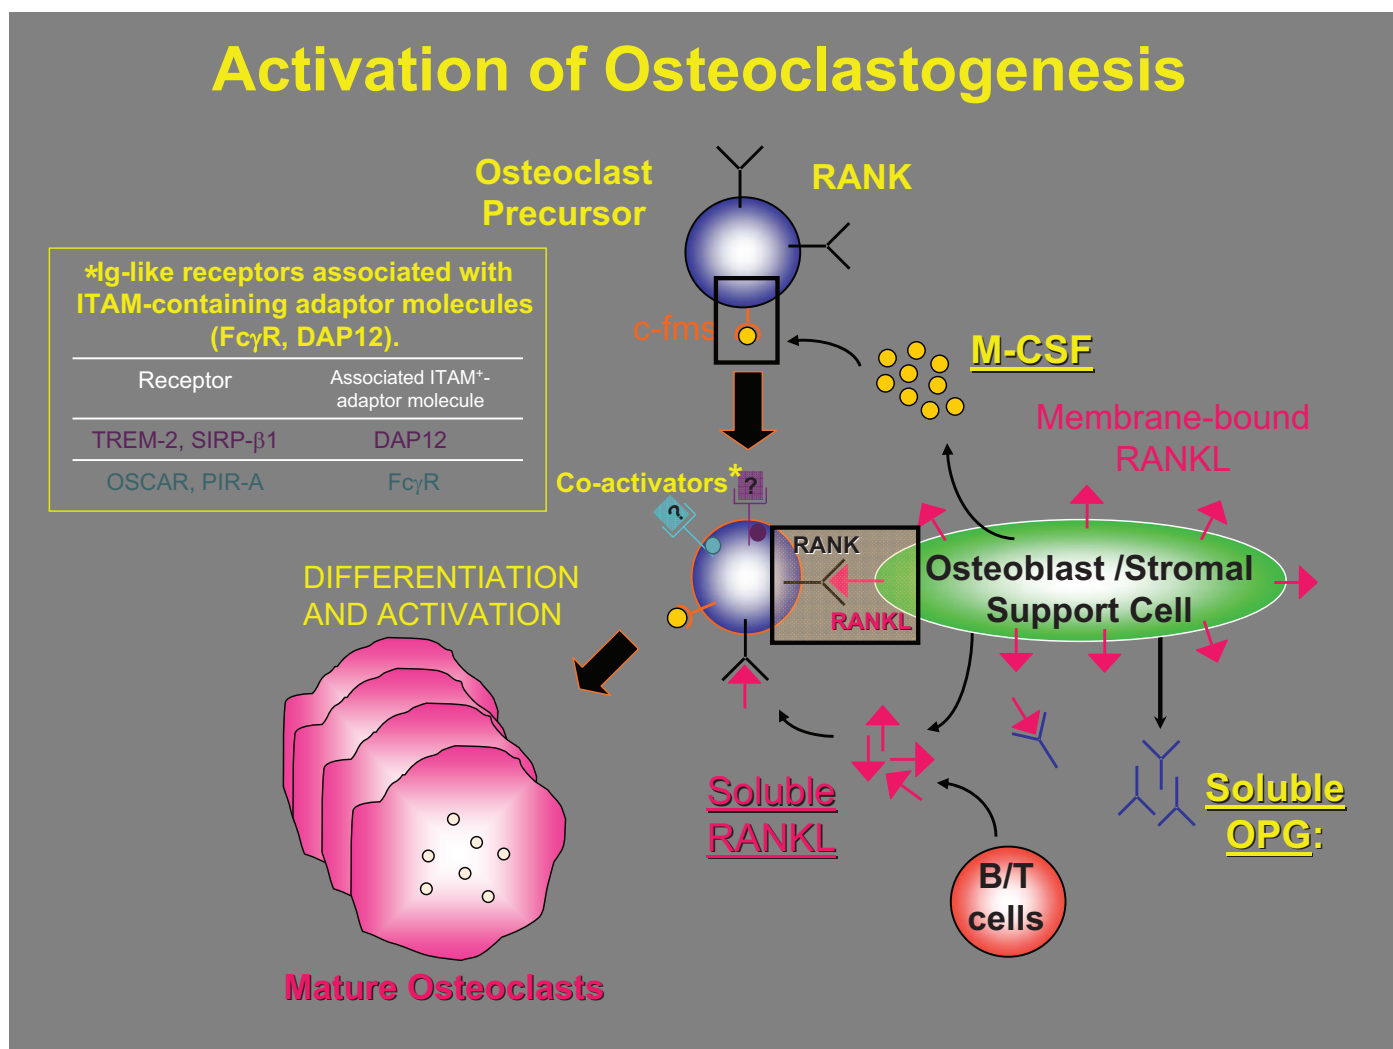 Activation of Osteoclastogenesis
Osteoclast
Precursor
RANK
*Ig-like receptors associated with
ITAM-containing adaptor molecules
(FcγR, DAP12).
Receptor
Associated ITAM⁺-
adaptor molecule
TREM-2, SIRP-β1
DAP12
OSCAR, PIR-A
FcγR
c-fms
M-CSF
Membrane-bound
RANKL
Co-activators*
?
?
RANK
RANKL
Osteoblast /Stromal
Support Cell
DIFFERENTIATION
AND ACTIVATION
Soluble
RANKL
Soluble
OPG:
B/T
cells
Mature Osteoclasts